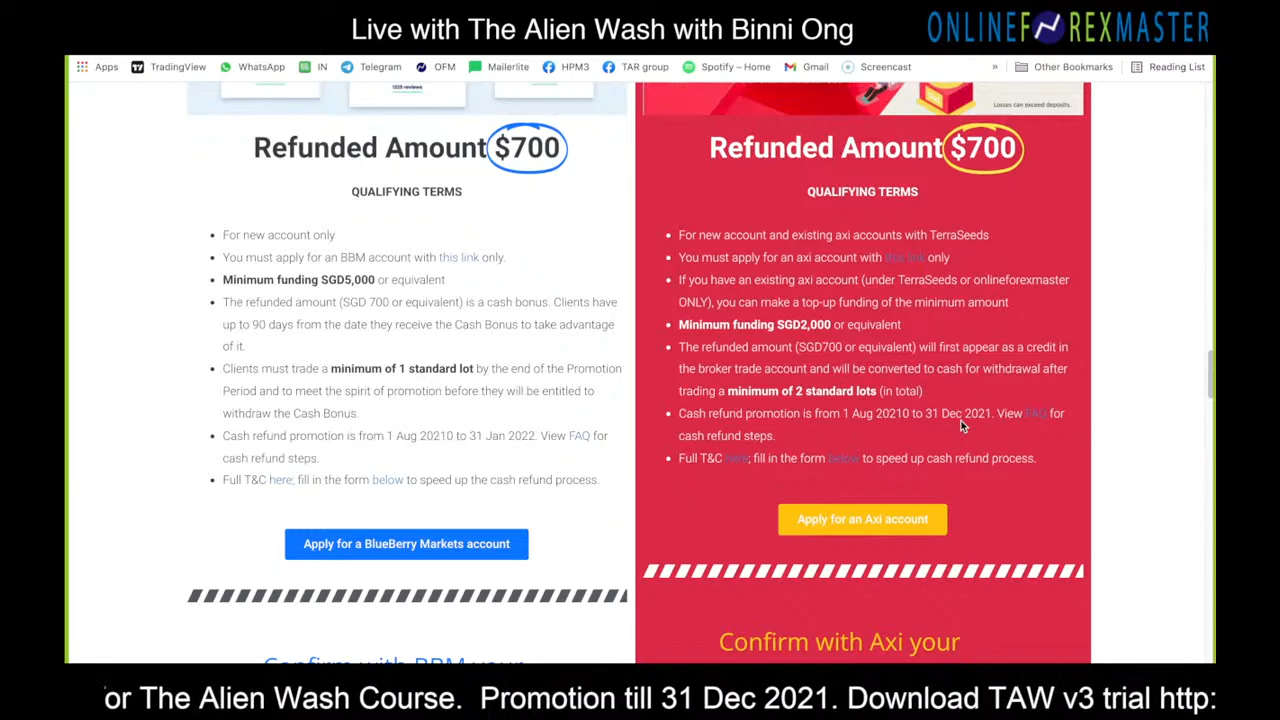 Live with The Alien Wash with Binni Ong
ONLINEFOREXMASTER
Apps TradingView WhatsApp IN Telegram OFM Mailerlite HPM3 TAR group Spotify – Home Gmail Screencast » Other Bookmarks Reading List
1229 reviews
Losses can exceed deposits.
Refunded Amount $700
QUALIFYING TERMS
For new account only
You must apply for an BBM account with this link only.
Minimum funding SGD5,000 or equivalent
The refunded amount (SGD 700 or equivalent) is a cash bonus. Clients have
up to 90 days from the date they receive the Cash Bonus to take advantage
of it.
Clients must trade a minimum of 1 standard lot by the end of the Promotion
Period and to meet the spirit of promotion before they will be entitled to
withdraw the Cash Bonus.
Cash refund promotion is from 1 Aug 20210 to 31 Jan 2022. View FAQ for
cash refund steps.
Full T&C here; fill in the form below to speed up the cash refund process.
Apply for a BlueBerry Markets account
Confirm with BBM your
Refunded Amount $700
QUALIFYING TERMS
For new account and existing axi accounts with TerraSeeds
You must apply for an axi account with this link only
If you have an existing axi account (under TerraSeeds or onlineforexmaster
ONLY), you can make a top-up funding of the minimum amount
Minimum funding SGD2,000 or equivalent
The refunded amount (SGD700 or equivalent) will first appear as a credit in
the broker trade account and will be converted to cash for withdrawal after
trading a minimum of 2 standard lots (in total)
Cash refund promotion is from 1 Aug 20210 to 31 Dec 2021. View FAQ for
cash refund steps.
Full T&C here; fill in the form below to speed up cash refund process.
Apply for an Axi account
Confirm with Axi your
or The Alien Wash Course. Promotion till 31 Dec 2021. Download TAW v3 trial http: